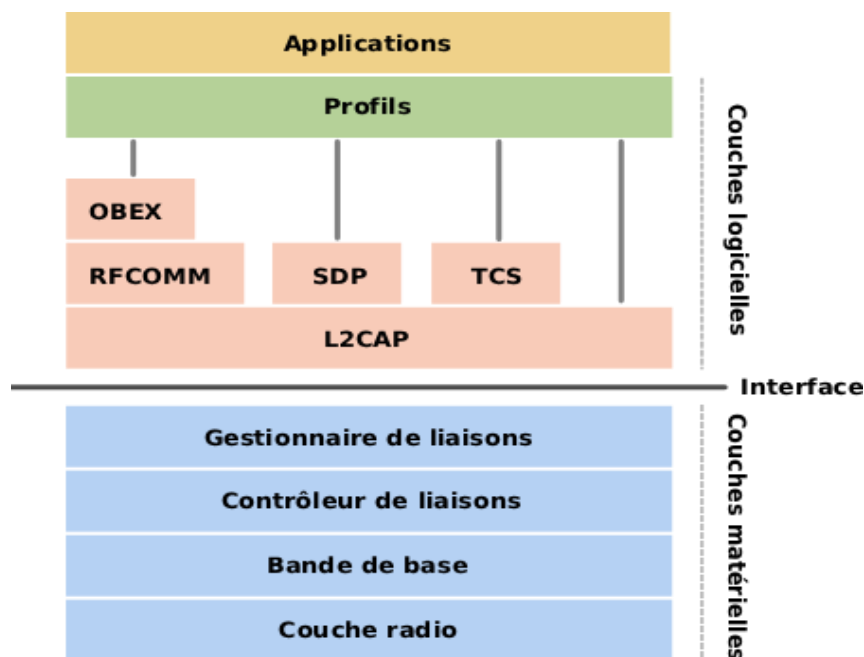 Applications
Profils
OBEX
RFCOMM
SDP
TCS
L2CAP
Couches logicielles
Interface
Gestionnaire de liaisons
Contrôleur de liaisons
Bande de base
Couche radio
Couches matérielles